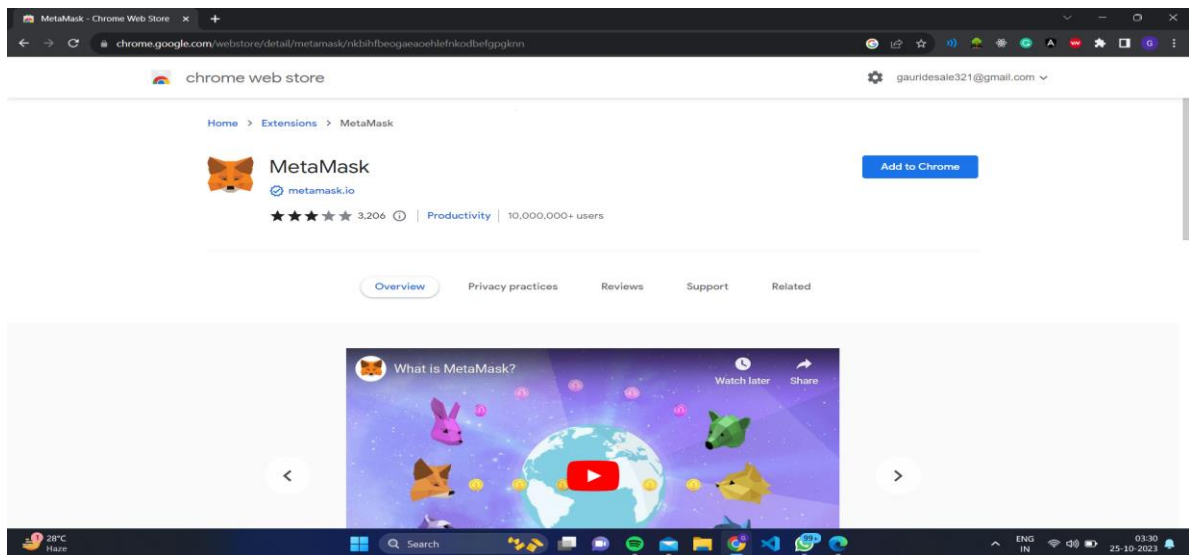 MetaMask - Chrome Web Store
chrome.google.com/webstore/detail/metamask/nkbihfbeogaeaoehlefnkodbefgpgknn
chrome web store
gauridesale321@gmail.com
Home > Extensions > MetaMask
MetaMask
Add to Chrome
metamask.io
3,206 | Productivity | 10,000,000+ users
Overview Privacy practices Reviews Support Related
What is MetaMask?
Watch later Share
28°C
Haze
Search
99+
ENG
IN
03:30
25-10-2023